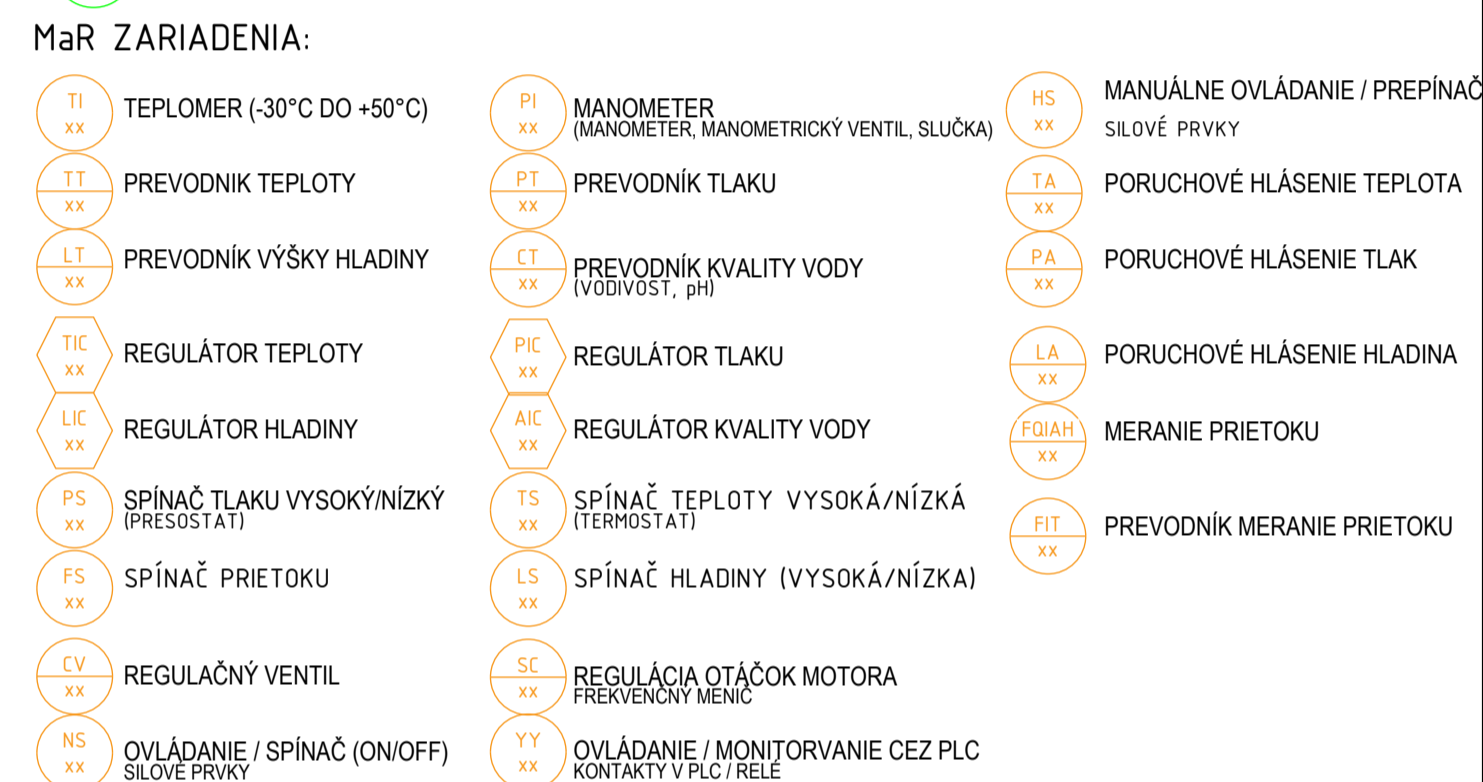 MaR ZARIADENIA:
TI
xx
TEPLOMER (-30°C DO +50°C)
TT
xx
PREVODNIK TEPLOTY
LT
xx
PREVODNÍK VÝŠKY HLADINY
TIC
xx
REGULÁTOR TEPLOTY
LIC
xx
REGULÁTOR HLADINY
PS
xx
SPÍNAČ TLAKU VYSOKÝ/NÍZKÝ
(PRESOSTAT)
FS
xx
SPÍNAČ PRIETOKU
CV
xx
REGULAČNÝ VENTIL
NS
xx
OVLÁDANIE / SPÍNAČ (ON/OFF)
SILOVÉ PRVKY
PI
xx
MANOMETER
(MANOMETER, MANOMETRICKÝ VENTIL, SLUČKA)
PT
xx
PREVODNÍK TLAKU
CT
xx
PREVODNÍK KVALITY VODY
(VODIVOST, pH)
PIC
xx
REGULÁTOR TLAKU
AIC
xx
REGULÁTOR KVALITY VODY
TS
xx
SPÍNAČ TEPLOTY VYSOKÁ/NÍZKÁ
(TERMOSTAT)
LS
xx
SPÍNAČ HLADINY (VYSOKÁ/NÍZKA)
SC
xx
REGULÁCIA OTÁČOK MOTORA
FREKVENČNÝ MENIČ
YY
xx
OVLÁDANIE / MONITORVANIE CEZ PLC
KONTAKTY V PLC / RELÉ
HS
xx
MANUÁLNE OVLÁDANIE / PREPÍNAČ
SILOVÉ PRVKY
TA
xx
PORUCHOVÉ HLÁSENIE TEPLOTA
PA
xx
PORUCHOVÉ HLÁSENIE TLAK
LA
xx
PORUCHOVÉ HLÁSENIE HLADINA
FQIAH
xx
MERANIE PRIETOKU
FIT
xx
PREVODNÍK MERANIE PRIETOKU